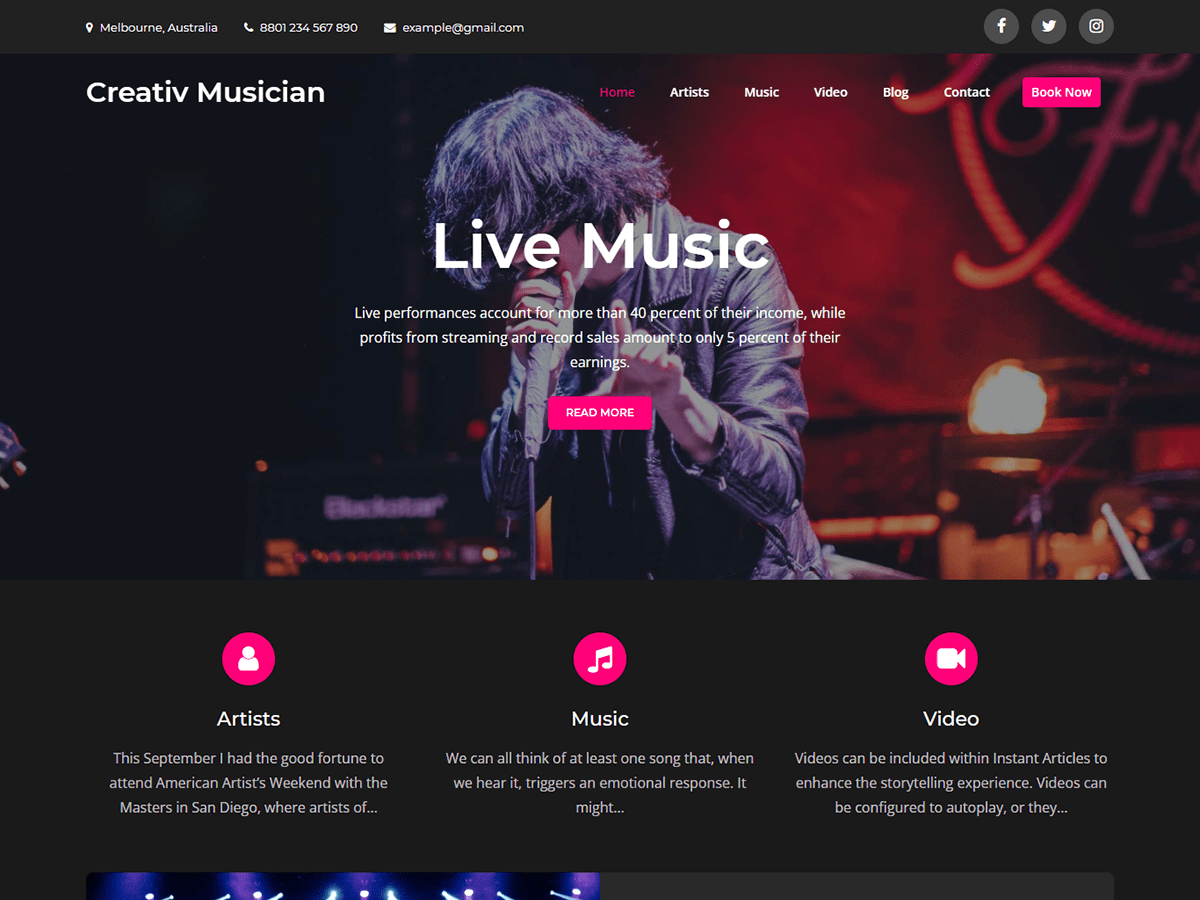 Melbourne, Australia 8801 234 567 890 example@gmail.com
Creativ Musician Home Artists Music Video Blog Contact Book Now
Live Music
Live performances account for more than 40 percent of their income, while
profits from streaming and record sales amount to only 5 percent of their
earnings.
READ MORE
Blackstar
Artists Music Video
This September I had the good fortune to
attend American Artist’s Weekend with the
Masters in San Diego, where artists of...
We can all think of at least one song that, when
we hear it, triggers an emotional response. It
might...
Videos can be included within Instant Articles to
enhance the storytelling experience. Videos can
be configured to autoplay, or they...